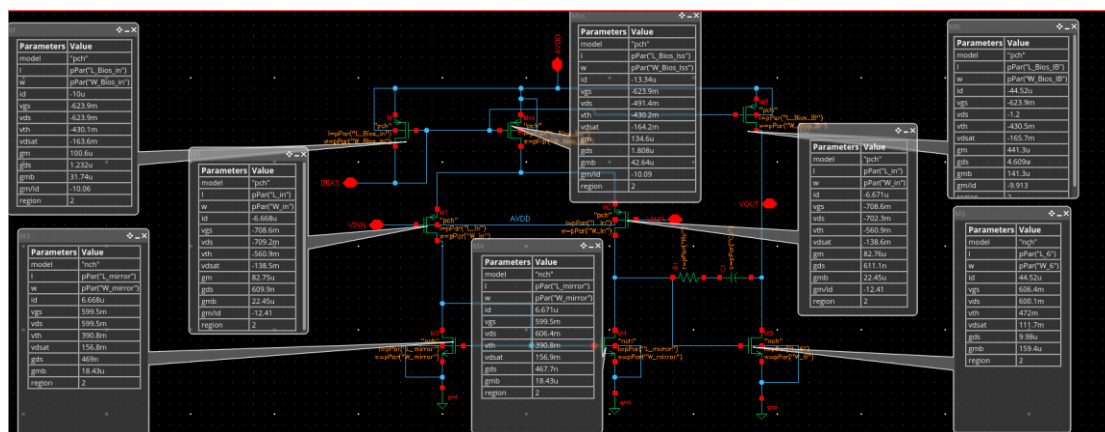 Parameters Value
model "pch"
l pPar("L_Bios_in")
w pPar("W_Bios_in")
id -10u
vgs -623.9m
vds -623.9m
vth -430.1m
vdsat -163.6m
gm 100.6u
gds 1.232u
gmb 31.74u
gm/id -10.06
region 2
Parameters Value
model "pch"
l pPar("L_Bios_Iss")
w pPar("W_Bios_Iss")
id -13.34u
vgs -623.9m
vds -491.4m
vth -430.2m
vdsat -164.2m
gm 134.6u
gds 1.808u
gmb 42.64u
gm/id -10.09
region 2
Parameters Value
model "pch"
l pPar("L_Bios_IB")
w pPar("W_Bios_IB")
id -44.52u
vgs -623.9m
vds -1.2
vth -430.5m
vdsat -165.7m
gm 441.3u
gds 4.609u
gmb 141.3u
gm/id -9.913
region 2
Parameters Value
model "pch"
l pPar("L_in")
w pPar("W_in")
id -6.668u
vgs -708.6m
vds -709.2m
vth -560.9m
vdsat -138.5m
gm 82.75u
gds 609.9n
gmb 22.45u
gm/id -12.41
region 2
Parameters Value
model "pch"
l pPar("L_in")
w pPar("W_in")
id -6.671u
vgs -708.6m
vds -702.3m
vth -560.9m
vdsat -138.6m
gm 82.76u
gds 611.1n
gmb 22.45u
gm/id -12.41
region 2
Parameters Value
model "nch"
l pPar("L_mirror")
w pPar("W_mirror")
id 6.668u
vgs 599.5m
vds 599.5m
vth 390.8m
vdsat 156.8m
gds 469n
gmb 18.43u
region 2
Parameters Value
model "nch"
l pPar("L_mirror")
w pPar("W_mirror")
id 6.671u
vgs 599.5m
vds 606.4m
vth 390.8m
vdsat 156.9m
gds 467.7n
gmb 18.43u
region 2
Parameters Value
model "nch"
l pPar("L_6")
w pPar("W_6")
id 44.52u
vgs 606.4m
vds 600.1m
vth 472m
vdsat 111.7m
gds 9.98u
gmb 159.4u
region 2
AVDD
IBIAS
AVDD
VOUT
M1
"pch"
M2
"pch"
gnd
gnd
gnd